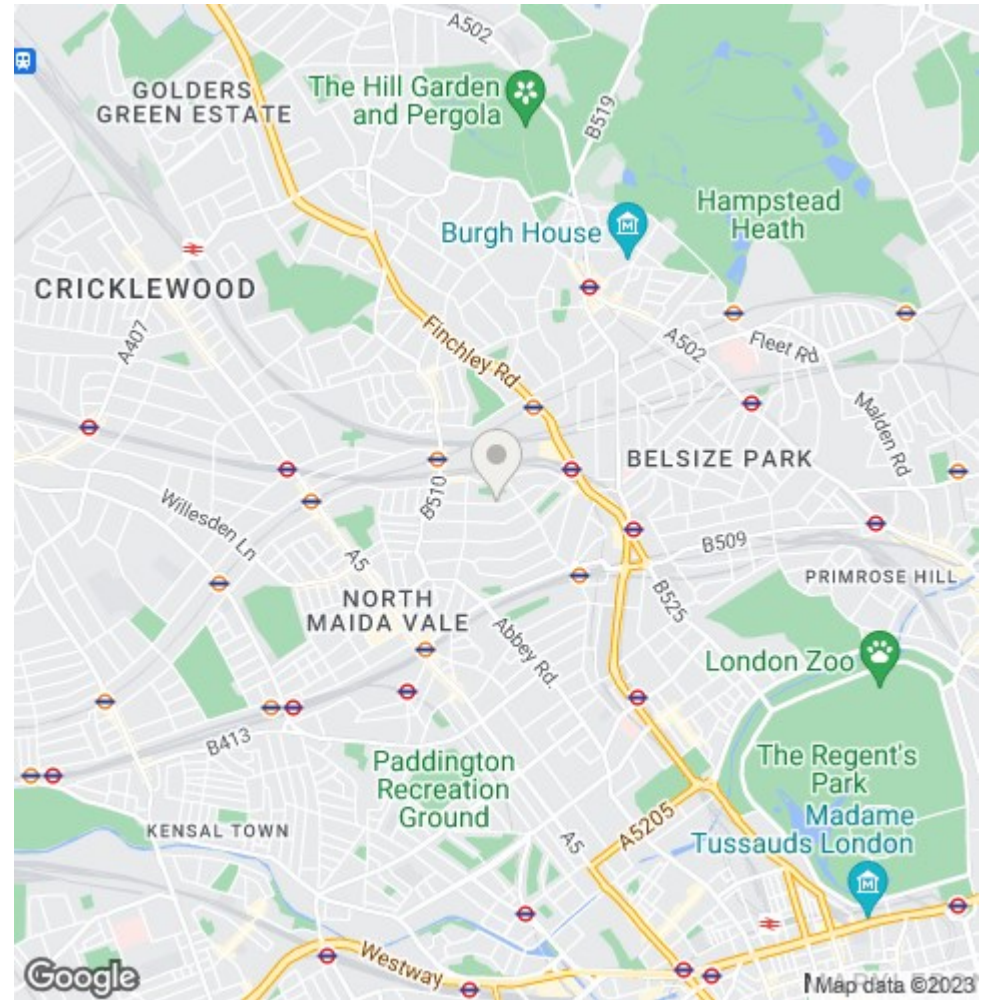 A502
GOLDERS
GREEN ESTATE
The Hill Garden
and Pergola
B519
Hampstead
Heath
Burgh House
CRICKLEWOOD
A407
Finchley Rd
A502
Fleet Rd
Malden Rd
BELSIZE PARK
B510
Willesden Ln
A5
B509
PRIMROSE HILL
NORTH
MAIDA VALE
B525
Abbey Rd.
London Zoo
B413
Paddington
Recreation
Ground
The Regent's
Park
KENSAL TOWN
A5
A5205
Madame
Tussauds London
Westway
Google
Map data ©2023